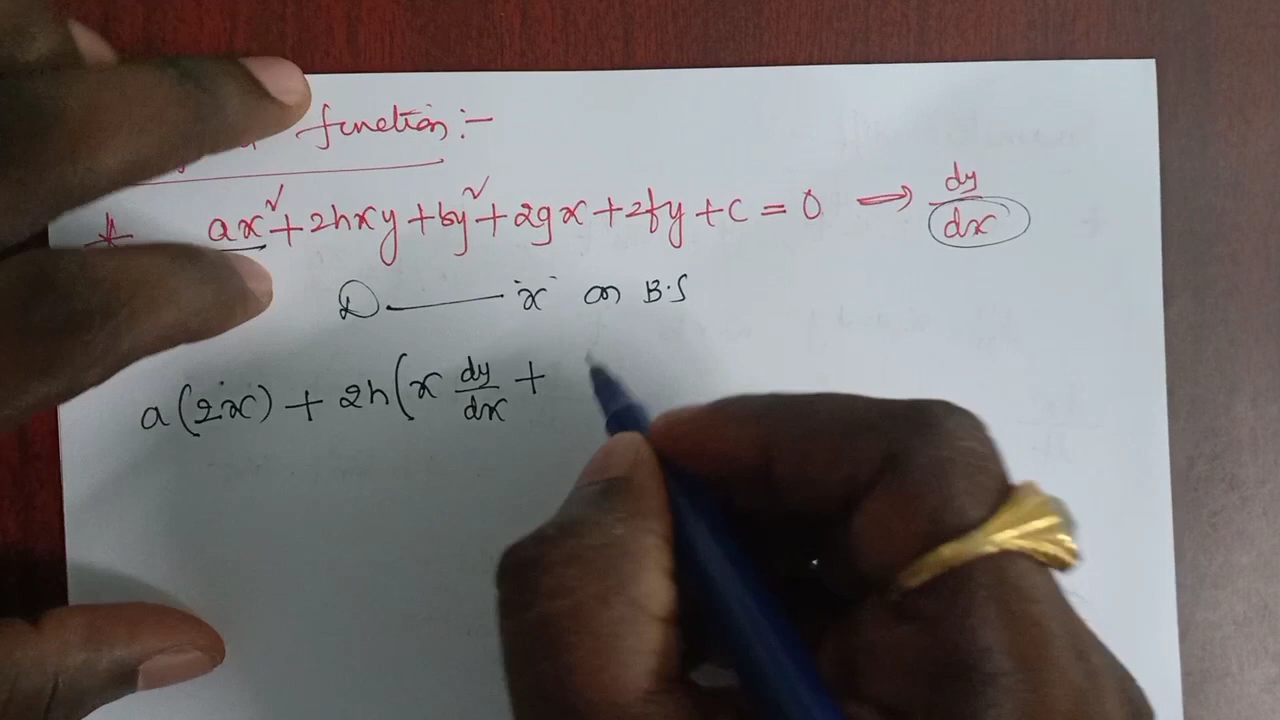 function:-
* ax²+2hxy+by²+2gx+2fy+c=0 ⇒ dy/dx
D——"x" on B.S
a(2x)+2h(x dy/dx +